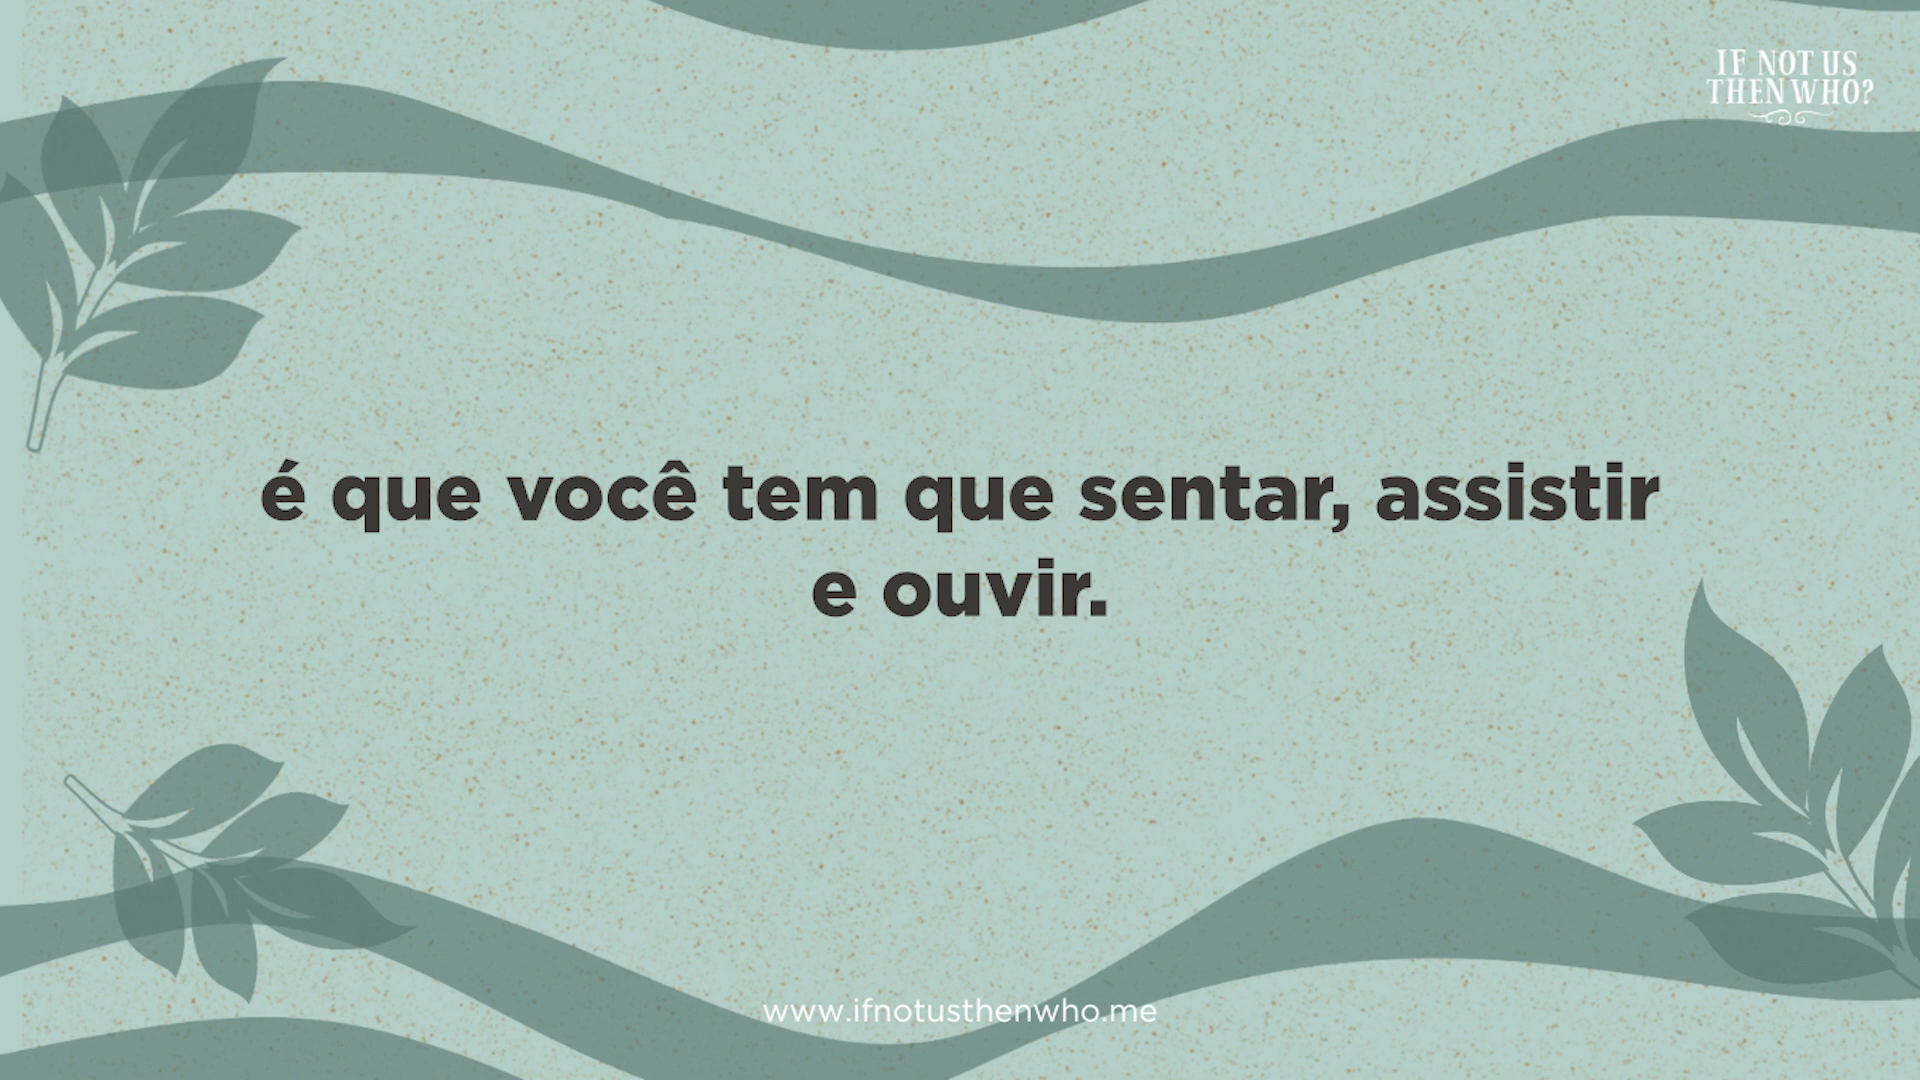 IF NOT US
THEN WHO?
é que você tem que sentar, assistir
e ouvir.
www.ifnotusthenwho.me